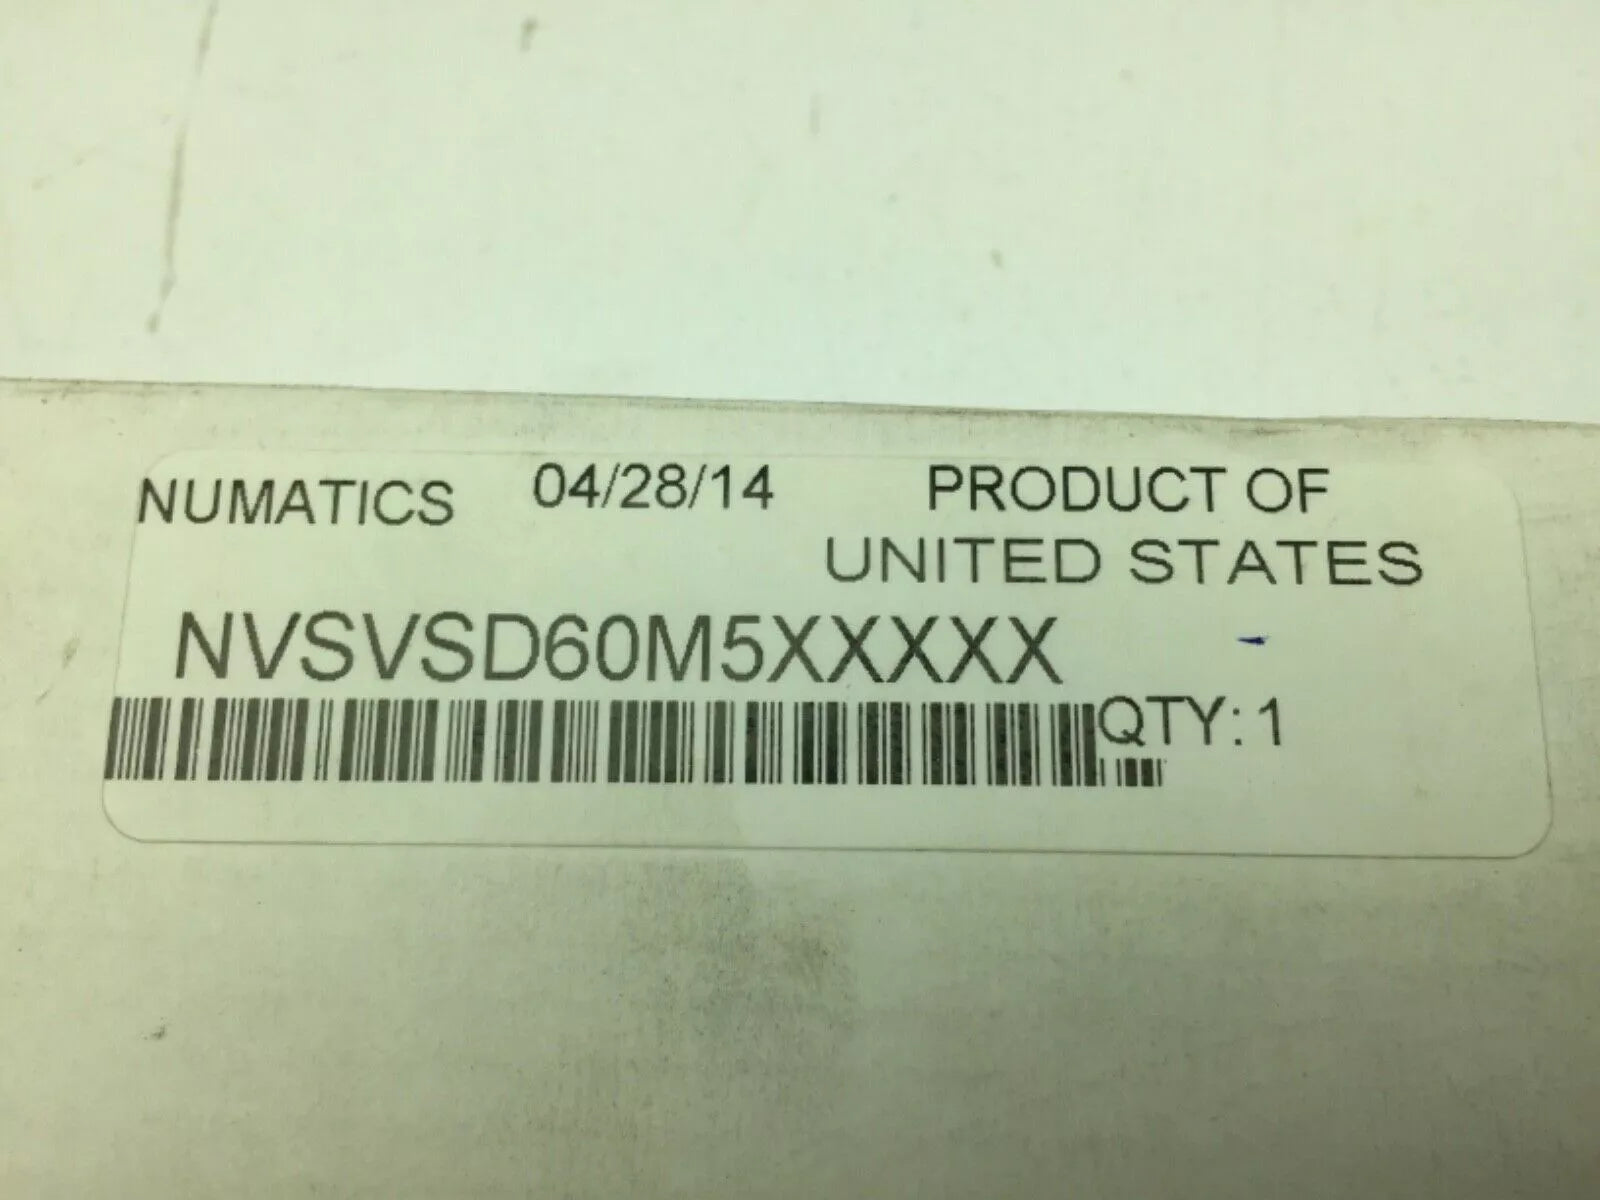 NUMATICS 04/28/14 PRODUCT OF
UNITED STATES
NVSVSD60M5XXXXX
QTY: 1